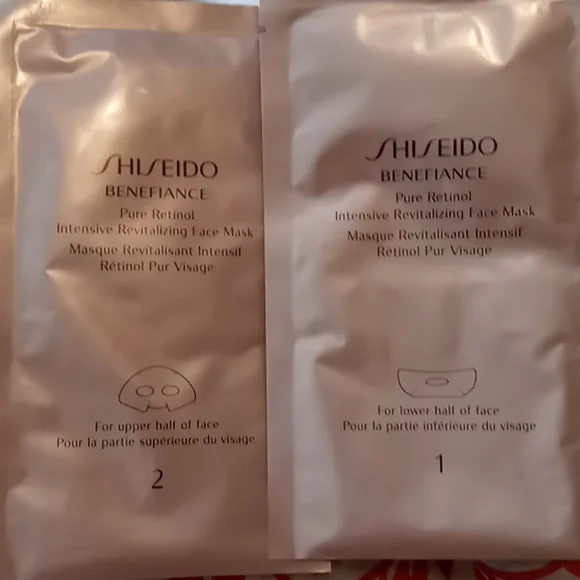 SHISEIDO
BENEFIANCE
Pure Retinol
Intensive Revitalizing Face Mask
Masque Revitalisant Intensif
Rétinol Pur Visage
For upper half of face
Pour la partie supérieure du visage
2
SHISEIDO
BENEFIANCE
Pure Retinol
Intensive Revitalizing Face Mask
Masque Revitalisant Intensif
Rétinol Pur Visage
For lower half of face
Pour la partie inférieure du visage
1